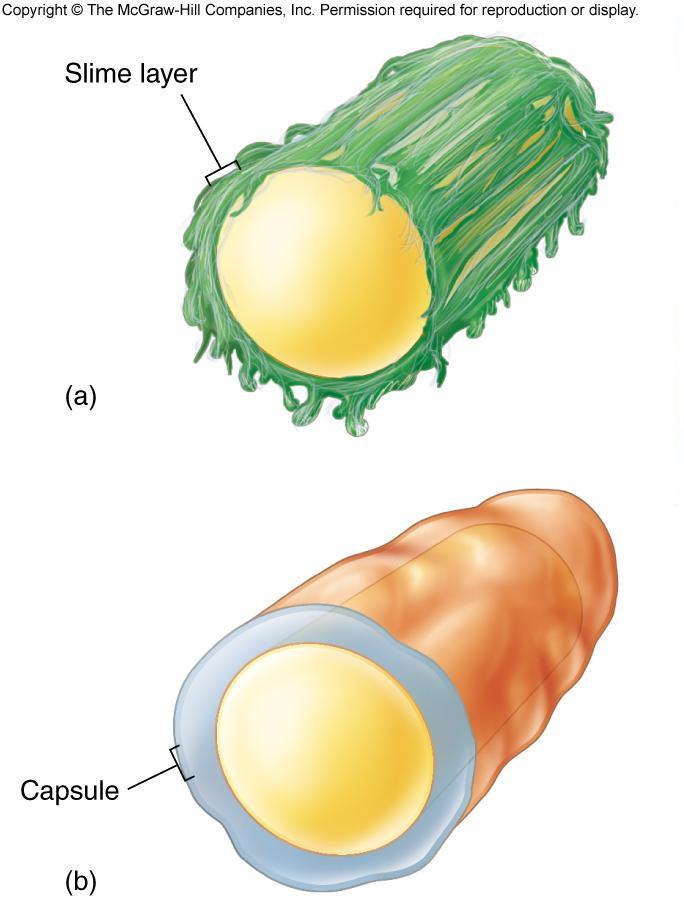 Copyright © The McGraw-Hill Companies, Inc. Permission required for reproduction or display.
Slime layer
(a)
Capsule
(b)